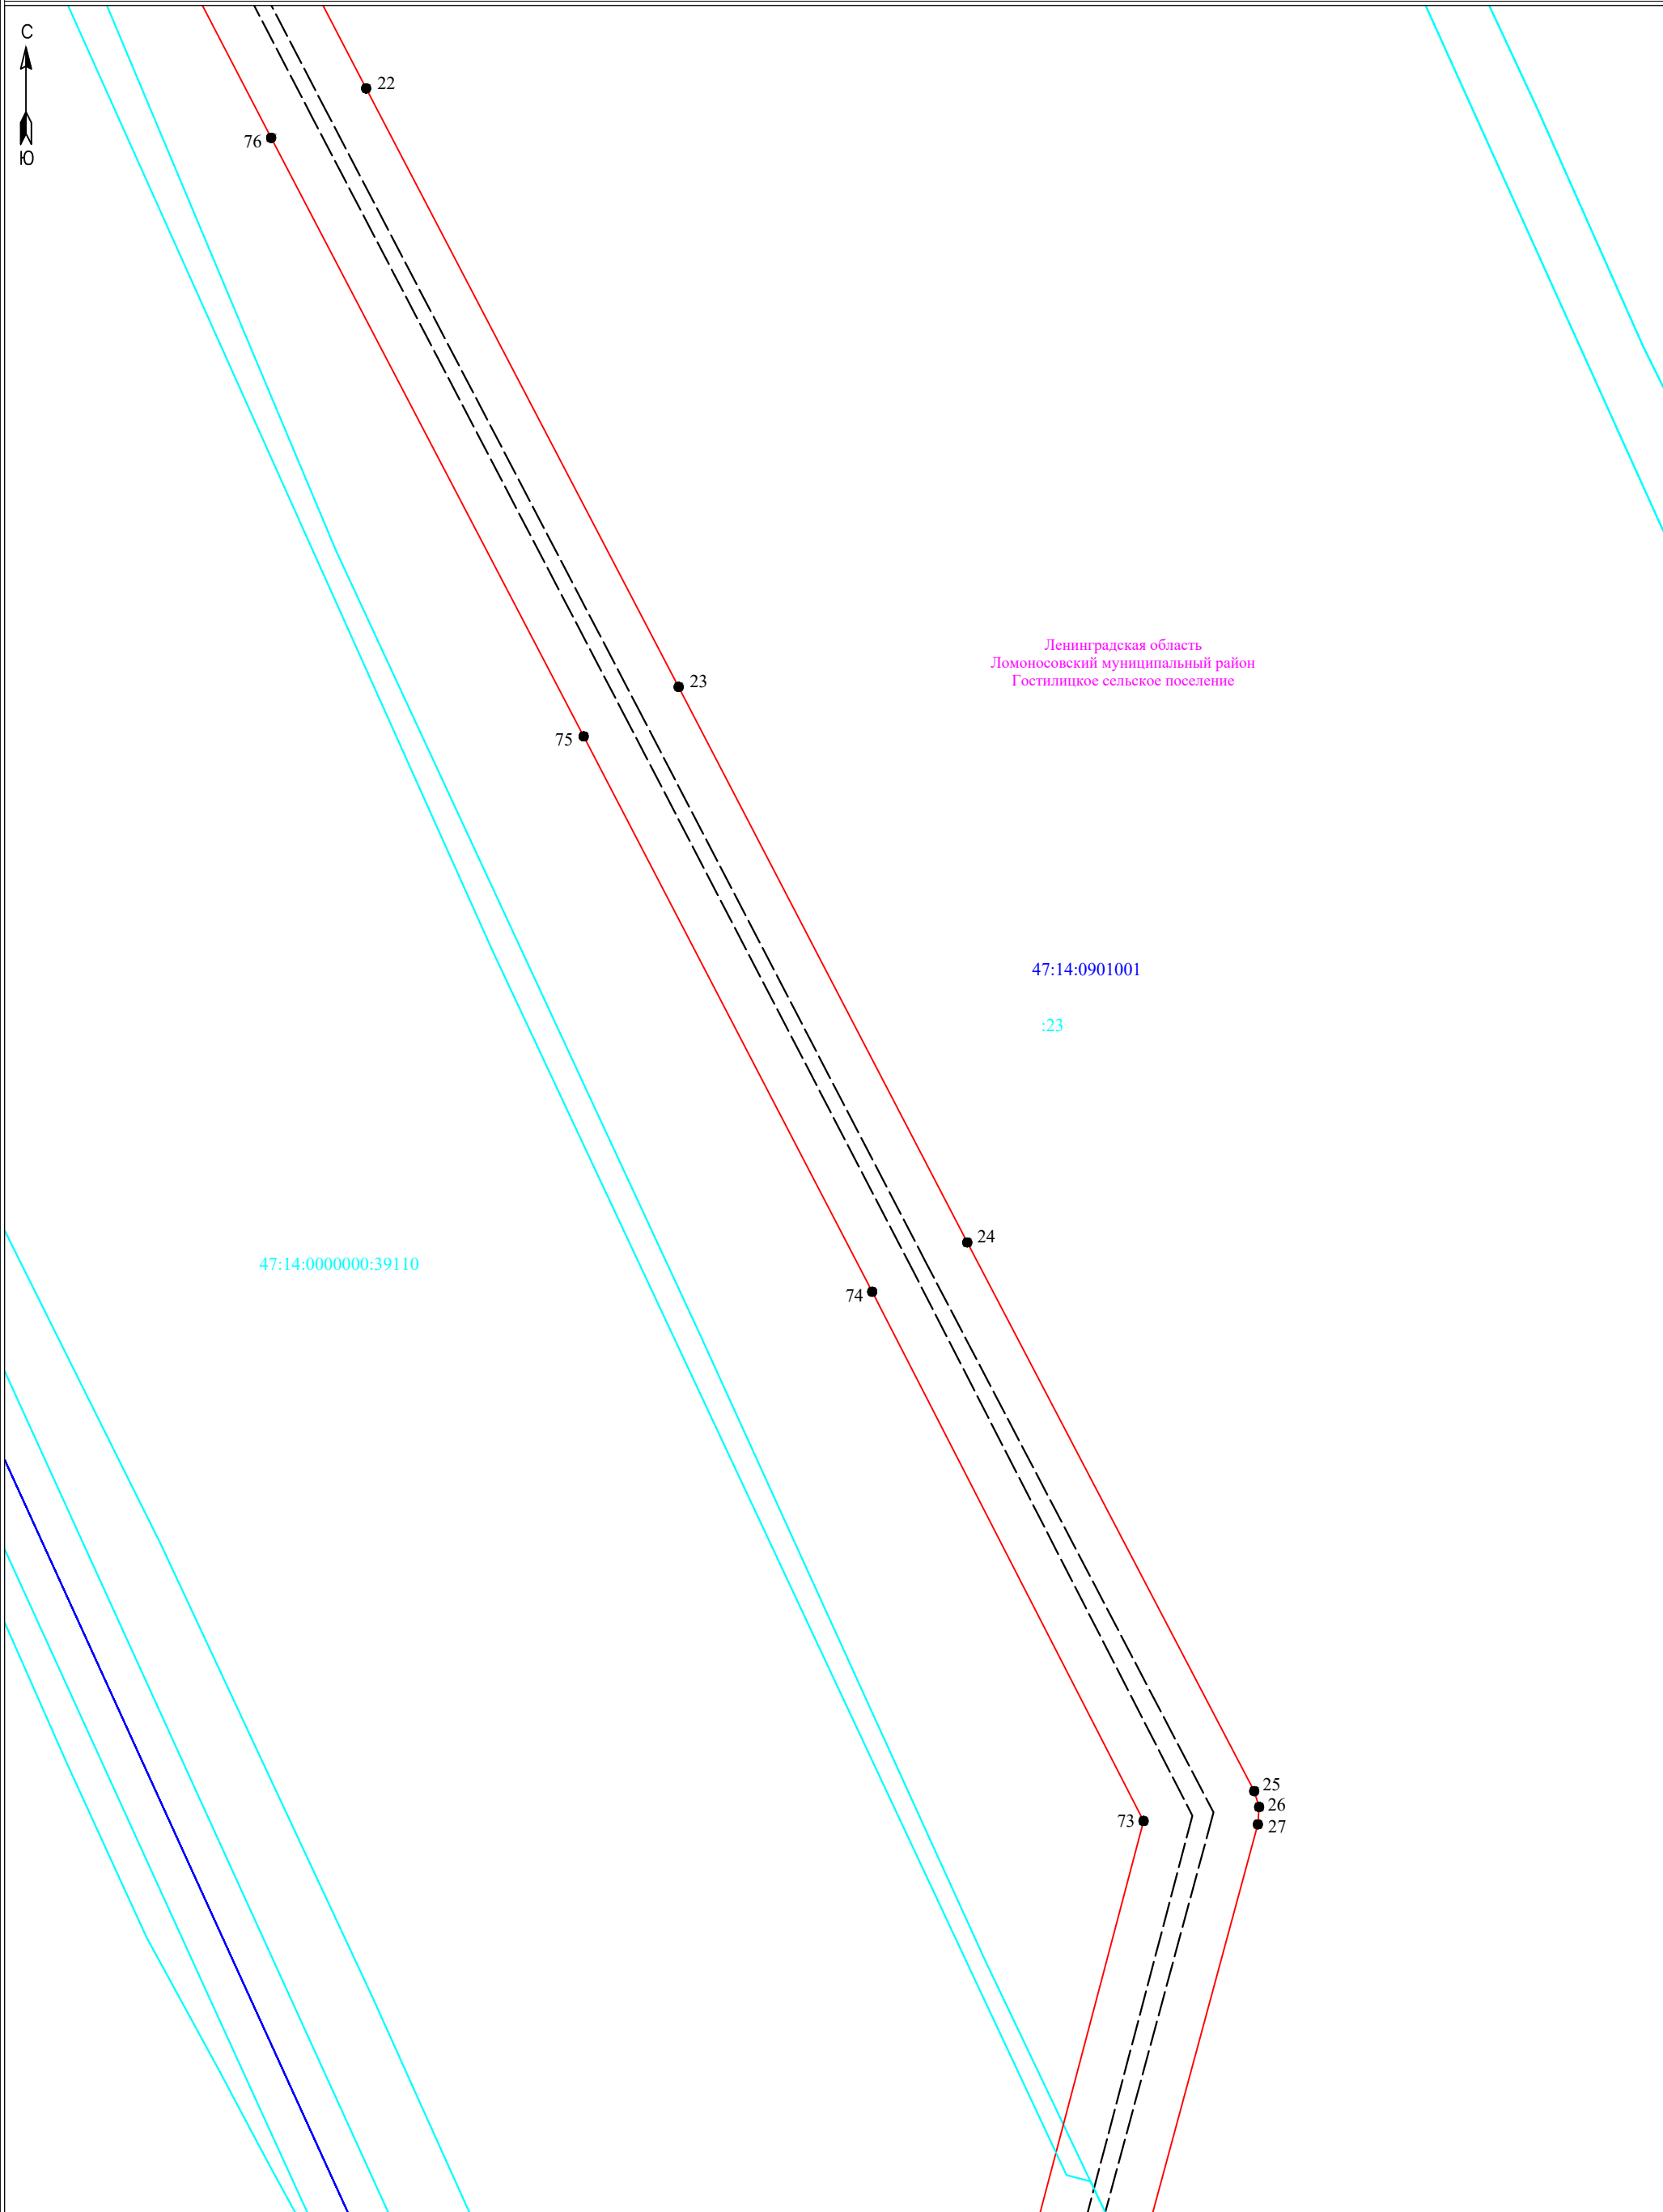 С
Ю
22
76
Ленинградская область
Ломоносовский муниципальный район
Гостилицкое сельское поселение
23
75
47:14:0901001
:23
24
47:14:0000000:39110
74
25
26
73
27